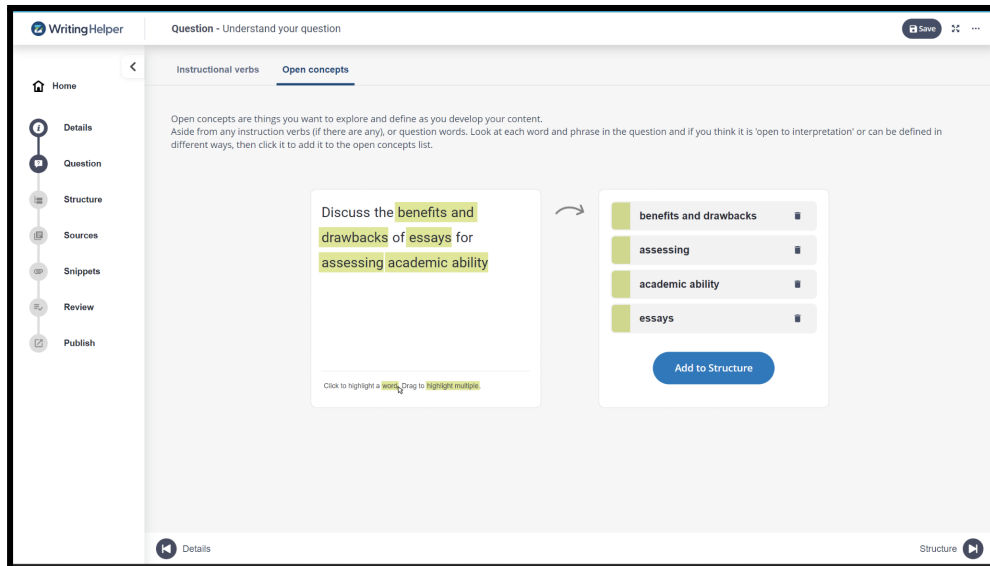 WritingHelper
Question - Understand your question
Save
Instructional verbs
Open concepts
Home
Details
Question
Structure
Sources
Snippets
Review
Publish
Open concepts are things you want to explore and define as you develop your content.
Aside from any instruction verbs (if there are any), or question words. Look at each word and phrase in the question and if you think it is 'open to interpretation' or can be defined in
different ways, then click it to add it to the open concepts list.
Discuss the benefits and
drawbacks of essays for
assessing academic ability
Click to highlight a word. Drag to highlight multiple.
benefits and drawbacks
assessing
academic ability
essays
Add to Structure
Details
Structure